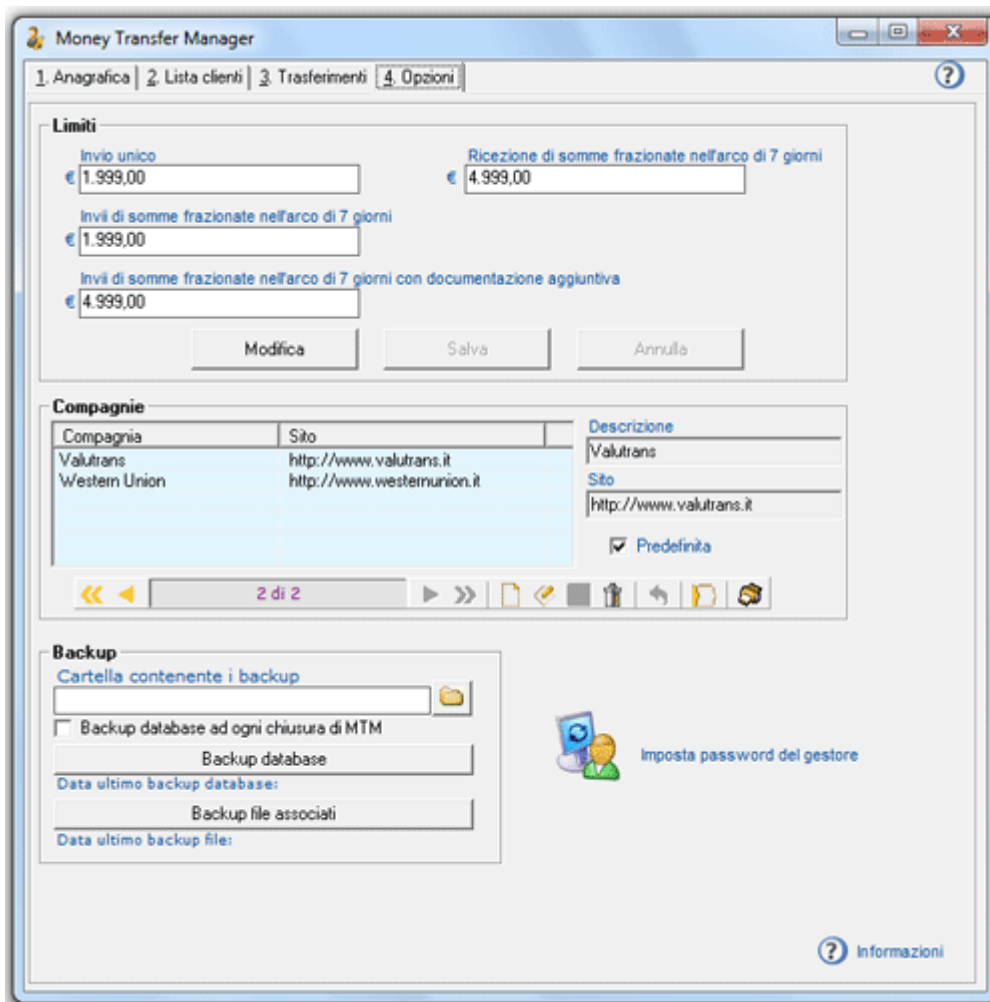 Money Transfer Manager
1. Anagrafica 2. Lista clienti 3. Trasferimenti 4. Opzioni
Limiti
Invio unico Ricezione di somme frazionate nell'arco di 7 giorni
€ 1.999,00 € 4.999,00
Invii di somme frazionate nell'arco di 7 giorni
€ 1.999,00
Invii di somme frazionate nell'arco di 7 giorni con documentazione aggiuntiva
€ 4.999,00
Modifica Salva Annulla
Compagnie
Compagnia Sito
Valutrans http://www.valutrans.it
Western Union http://www.westernunion.it
Descrizione
Valutrans
Sito
http://www.valutrans.it
Predefinita
2 di 2
Backup
Cartella contenente i backup
Backup database ad ogni chiusura di MTM
Backup database
Data ultimo backup database:
Backup file associati
Data ultimo backup file:
Imposta password del gestore
? Informazioni